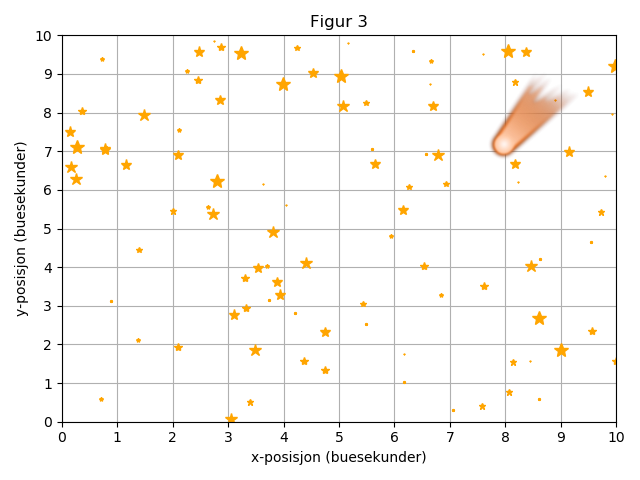 Figur 3
10
9
8
7
6
5
4
3
2
1
0
y-posisjon (buesekunder)
0 1 2 3 4 5 6 7 8 9 10
x-posisjon (buesekunder)